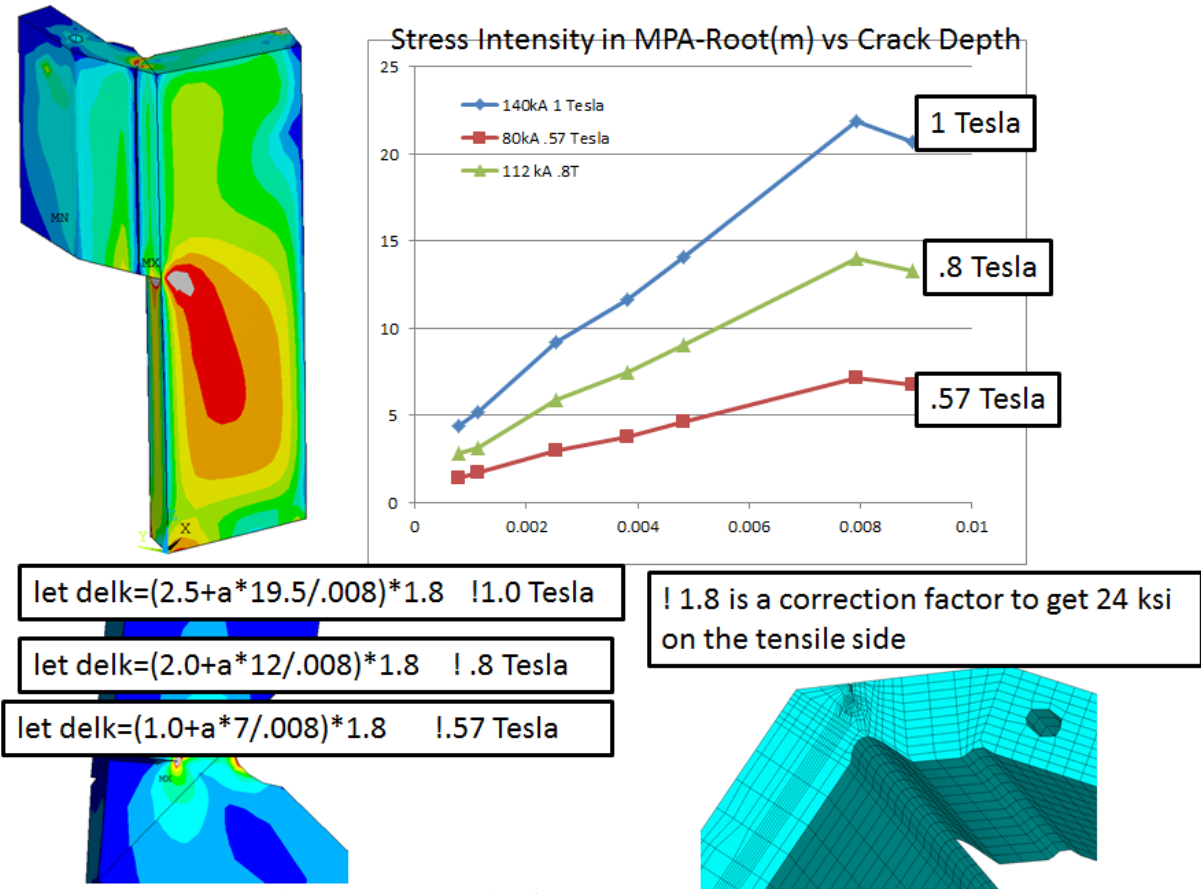 Stress Intensity in MPA-Root(m) vs Crack Depth
25
20
15
10
5
0
0
0.002
0.004
0.006
0.008
0.01
140kA 1 Tesla
80kA .57 Tesla
112 kA .8T
1 Tesla
.8 Tesla
.57 Tesla
MN
MX
X
Y
let delk=(2.5+a*19.5/.008)*1.8 !1.0 Tesla
let delk=(2.0+a*12/.008)*1.8 ! .8 Tesla
let delk=(1.0+a*7/.008)*1.8 !.57 Tesla
! 1.8 is a correction factor to get 24 ksi
on the tensile side
MX